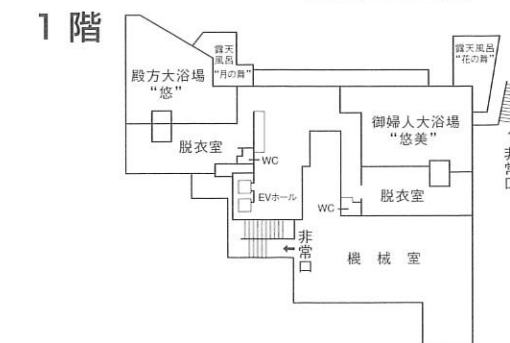 1 階
露天
風呂
“月の舞”
殿方大浴場
“悠”
脱衣室
WC
EVホール
非常口
露天風呂
“花の舞”
御婦人大浴場
“悠美”
脱衣室
WC
機械室
非常口